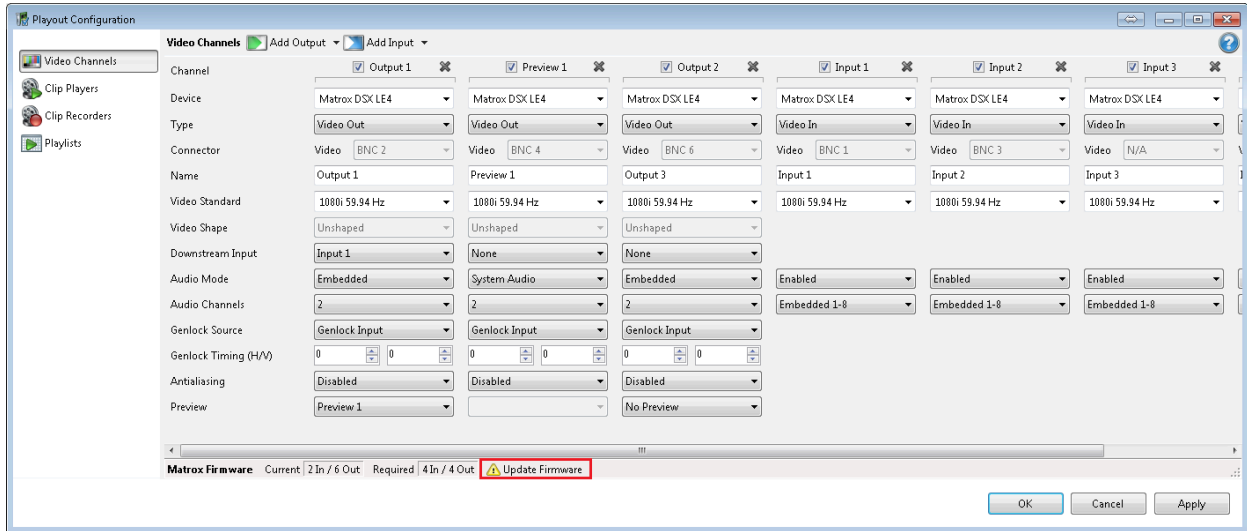 Playout Configuration
Video Channels Add Output Add Input
Video Channels
Clip Players
Clip Recorders
Playlists
Channel Output 1 Preview 1 Output 2 Input 1 Input 2 Input 3
Device Matrox DSX LE4 Matrox DSX LE4 Matrox DSX LE4 Matrox DSX LE4 Matrox DSX LE4 Matrox DSX LE4
Type Video Out Video Out Video Out Video In Video In Video In
Connector Video BNC 2 Video BNC 4 Video BNC 6 Video BNC 1 Video BNC 3 Video N/A
Name Output 1 Preview 1 Output 3 Input 1 Input 2 Input 3
Video Standard 1080i 59.94 Hz 1080i 59.94 Hz 1080i 59.94 Hz 1080i 59.94 Hz 1080i 59.94 Hz 1080i 59.94 Hz
Video Shape Unshaped Unshaped Unshaped
Downstream Input Input 1 None None
Audio Mode Embedded System Audio Embedded Enabled Enabled Enabled
Audio Channels 2 2 2 Embedded 1-8 Embedded 1-8 Embedded 1-8
Genlock Source Genlock Input Genlock Input Genlock Input
Genlock Timing (H/V) 0 0 0 0 0 0
Antialiasing Disabled Disabled Disabled
Preview Preview 1 No Preview
Matrox Firmware Current 2 In / 6 Out Required 4 In / 4 Out Update Firmware
OK Cancel Apply